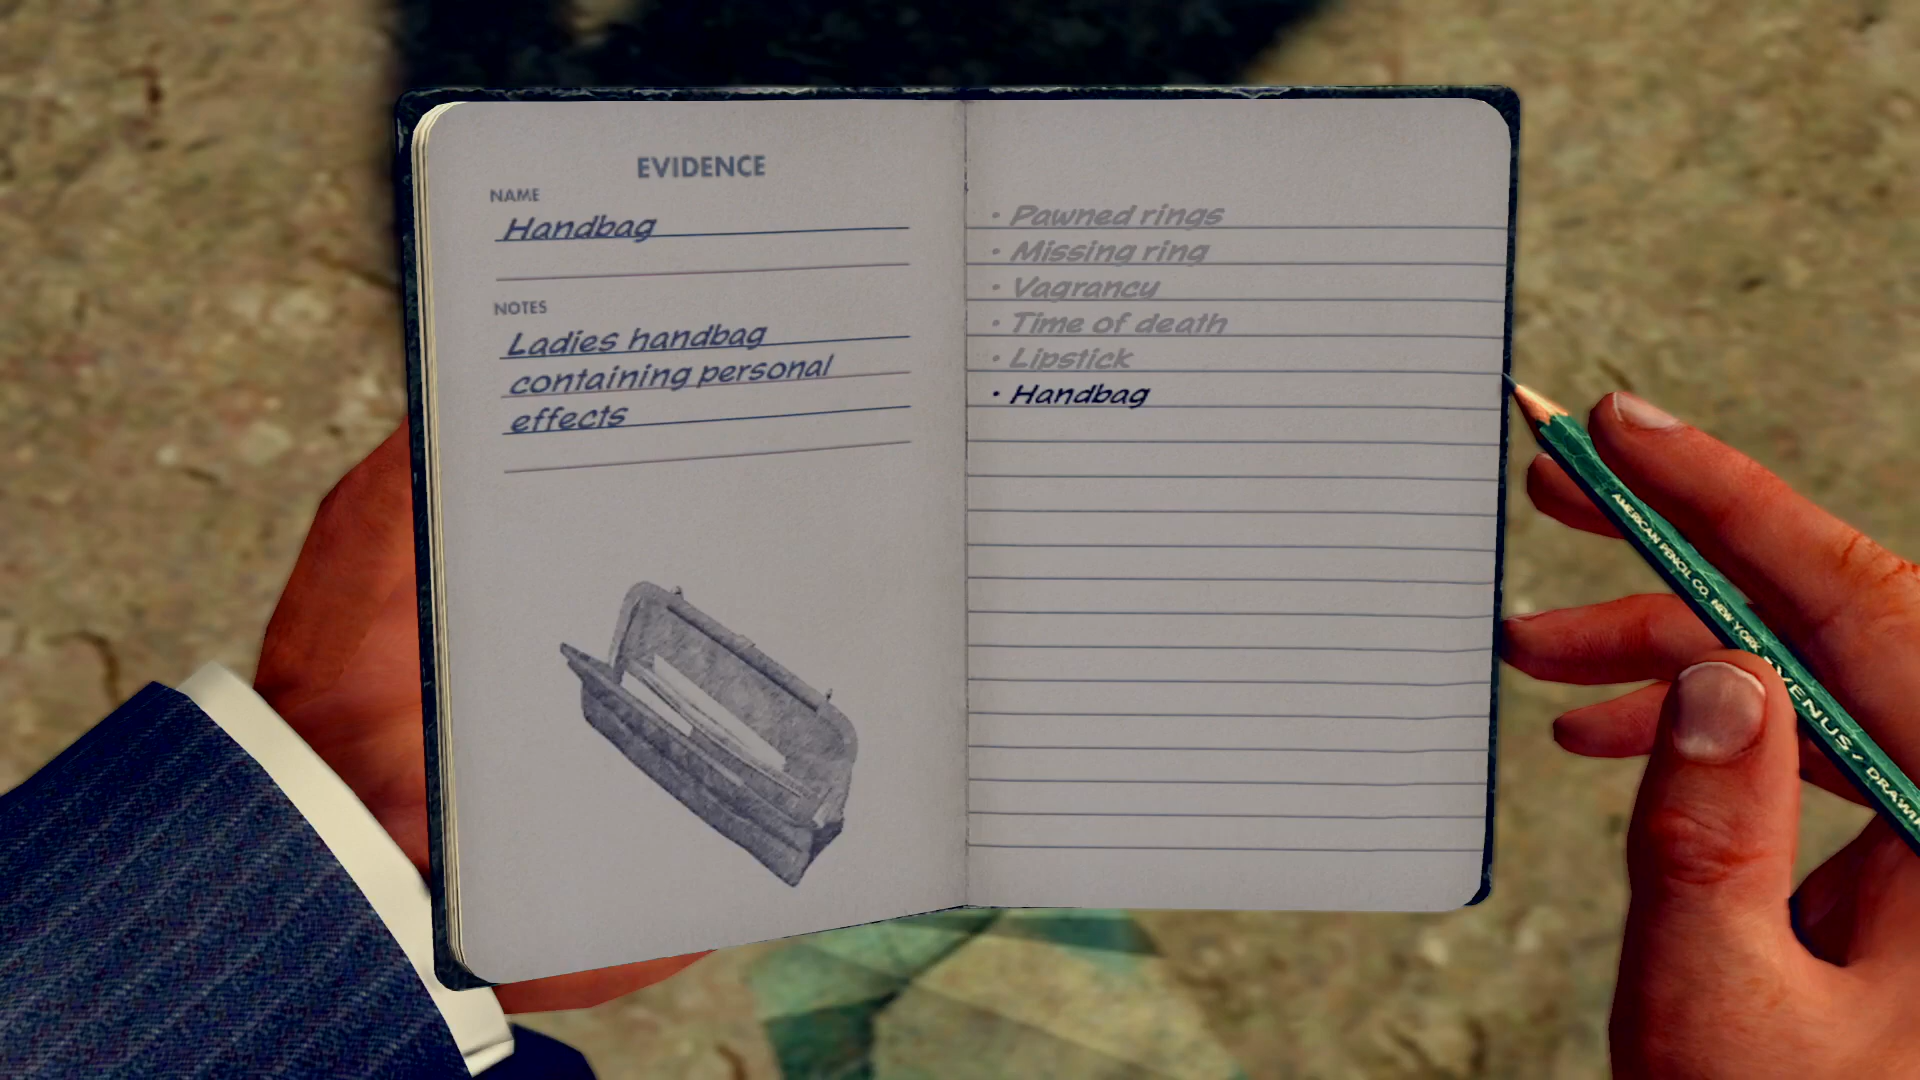 EVIDENCE
NAME
Handbag
NOTES
Ladies handbag
containing personal
effects
• Pawned rings
• Missing ring
• Vagrancy
• Time of death
• Lipstick
• Handbag
AMERICAN PENCIL CO. NEW YORK VENUS DRAW